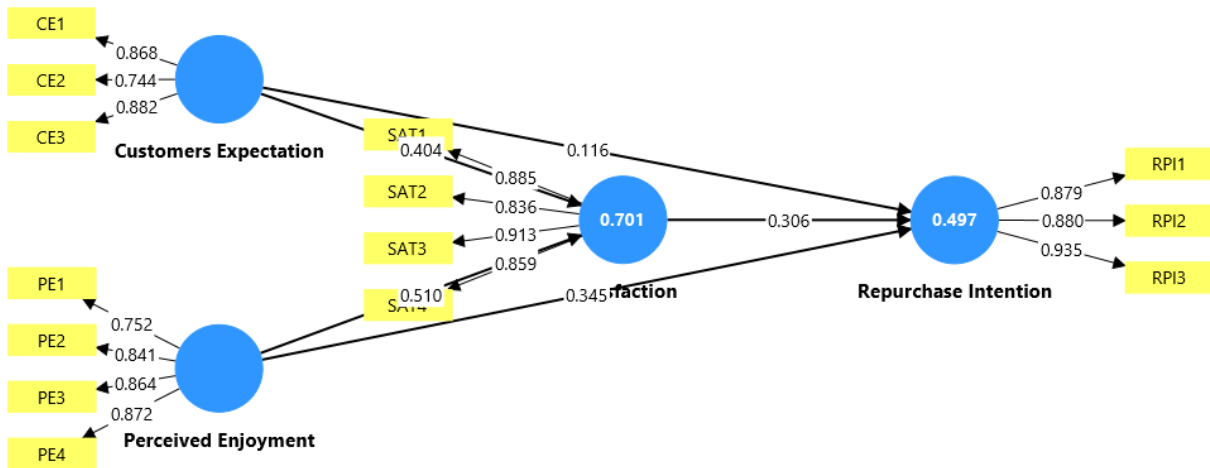 CE1
0.868
CE2
0.744
CE3
0.882
Customers Expectation
SAT1
0.404
0.116
0.885
SAT2
0.836
0.701
SAT3
0.913
0.859
0.306
0.497
RPI1
0.879
RPI2
0.880
RPI3
0.935
Repurchase Intention
PE1
0.752
PE2
0.841
PE3
0.864
PE4
0.872
Perceived Enjoyment
0.510
SAT4
0.345